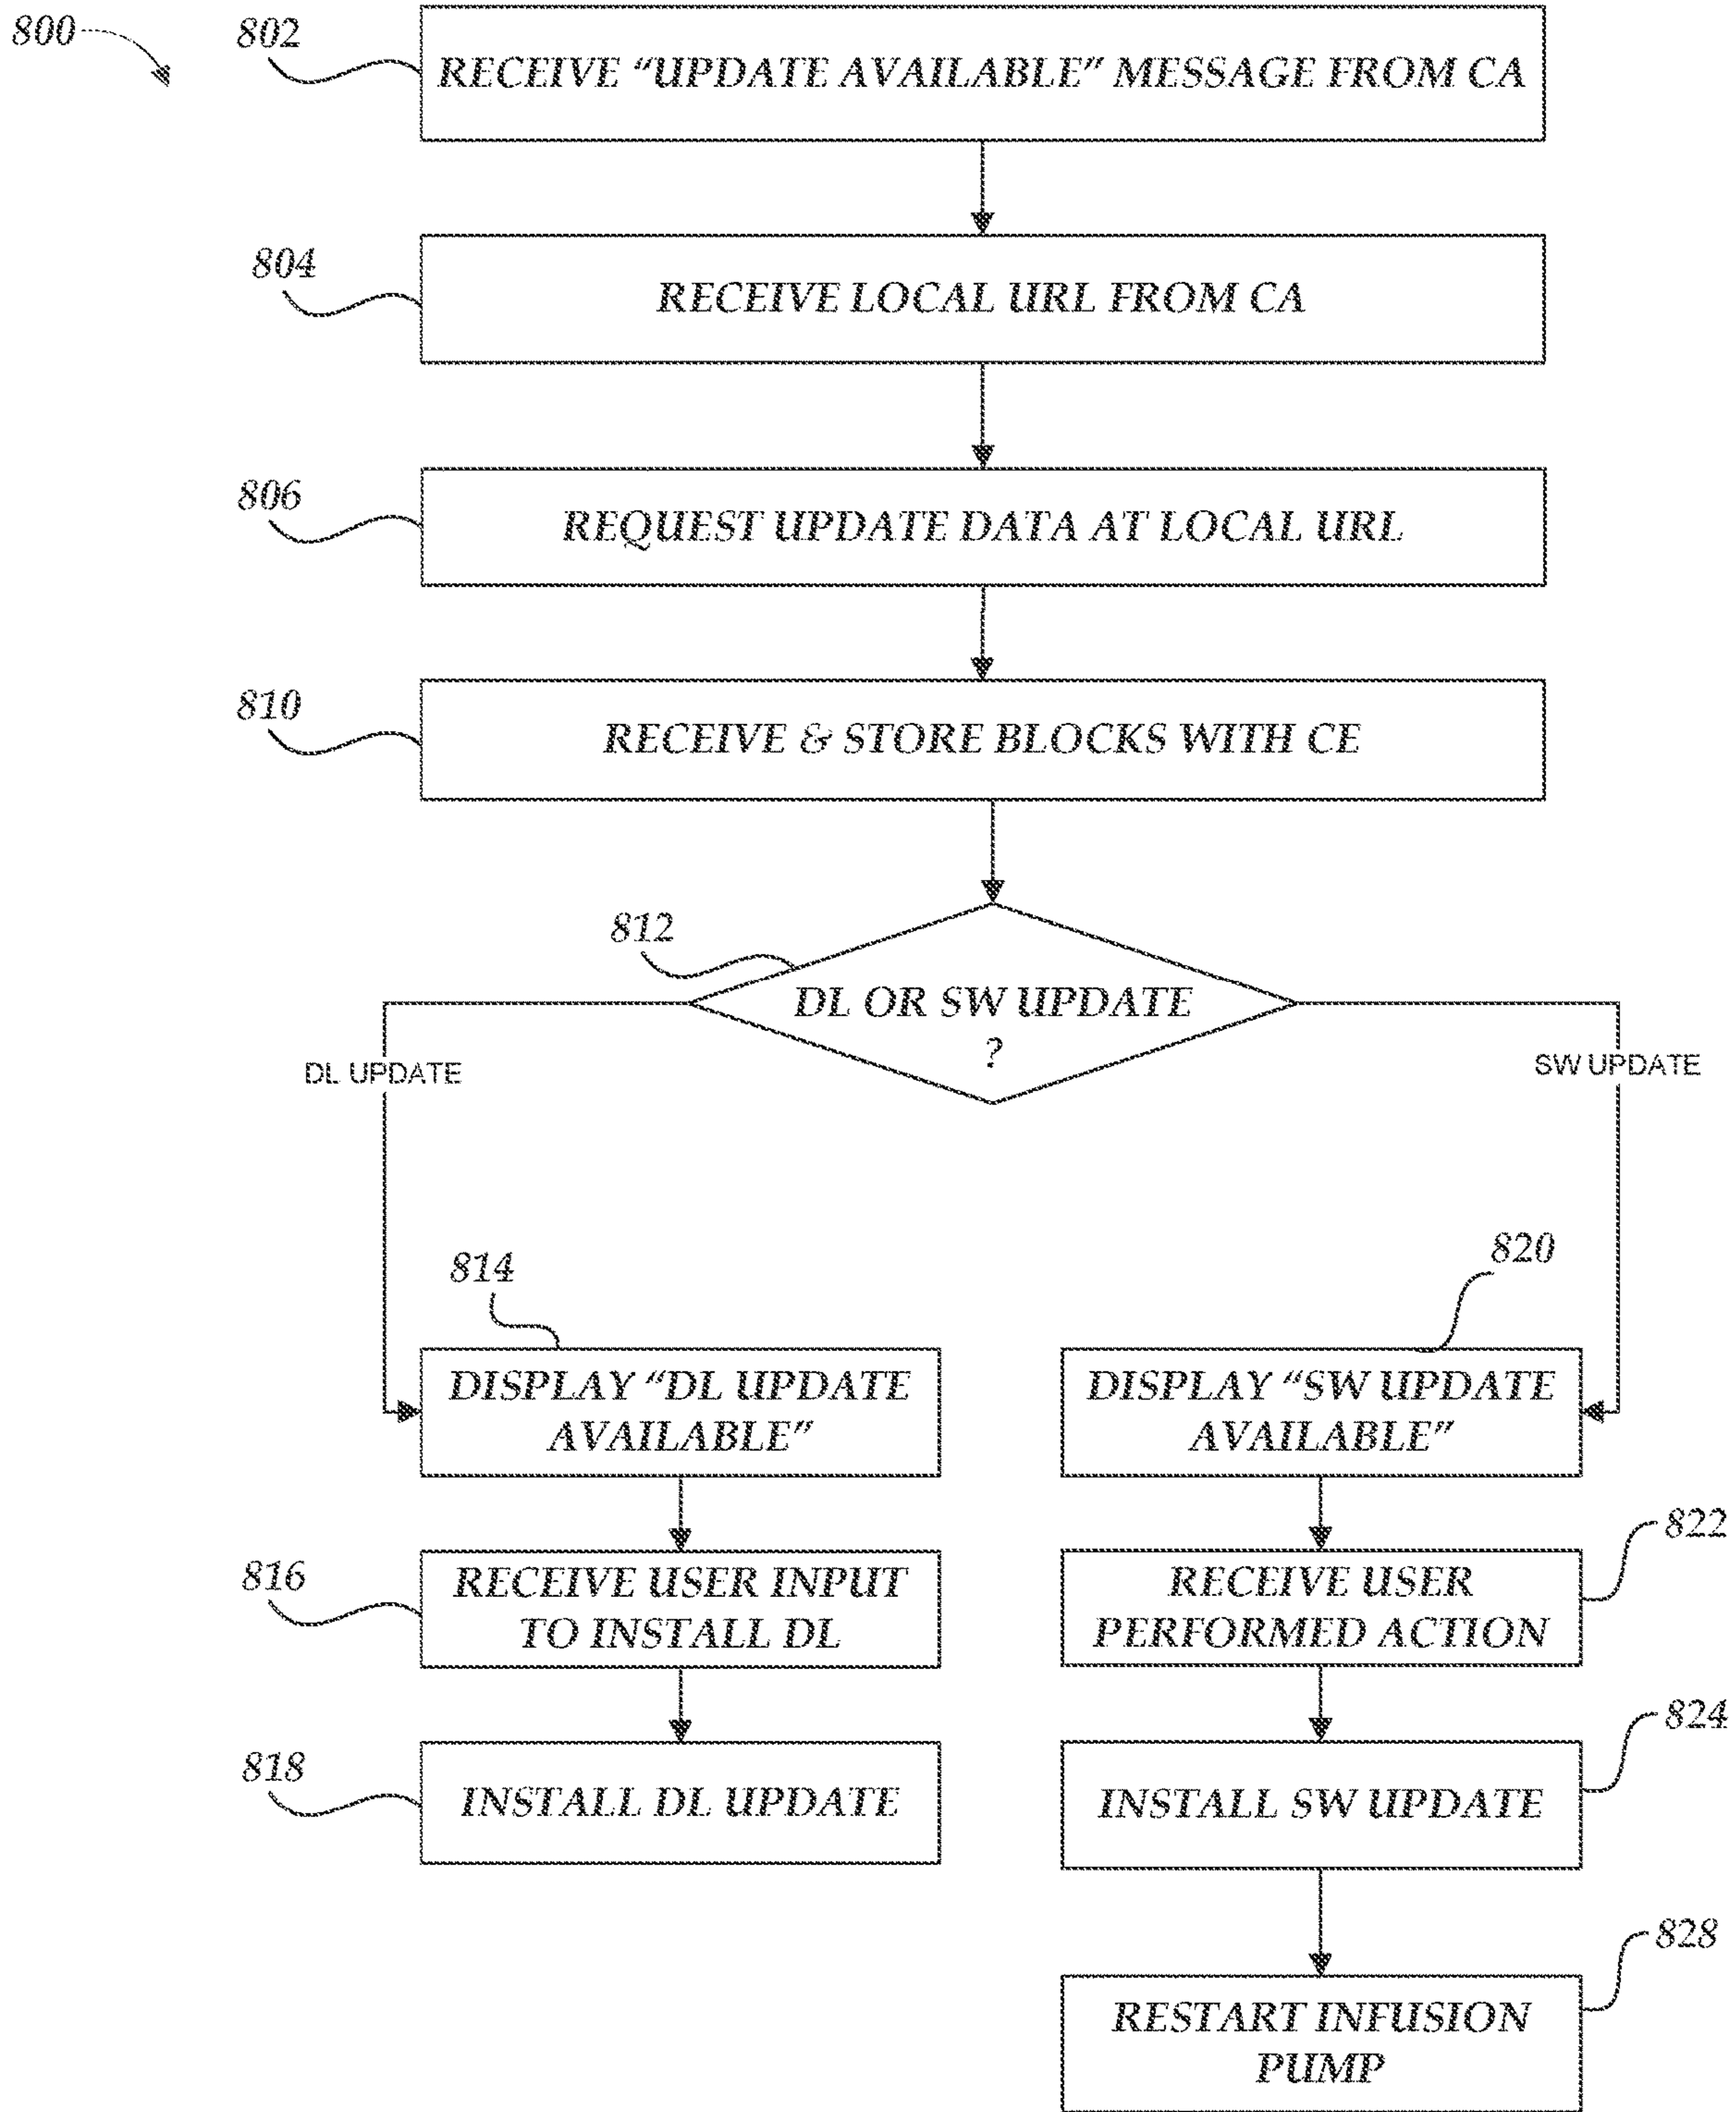 800
802
RECEIVE “UPDATE AVAILABLE” MESSAGE FROM CA
804
RECEIVE LOCAL URL FROM CA
806
REQUEST UPDATE DATA AT LOCAL URL
810
RECEIVE & STORE BLOCKS WITH CE
812
DL OR SW UPDATE
?
DL UPDATE
SW UPDATE
814
DISPLAY “DL UPDATE
AVAILABLE”
816
RECEIVE USER INPUT
TO INSTALL DL
818
INSTALL DL UPDATE
820
DISPLAY “SW UPDATE
AVAILABLE”
822
RECEIVE USER
PERFORMED ACTION
824
INSTALL SW UPDATE
828
RESTART INFUSION
PUMP